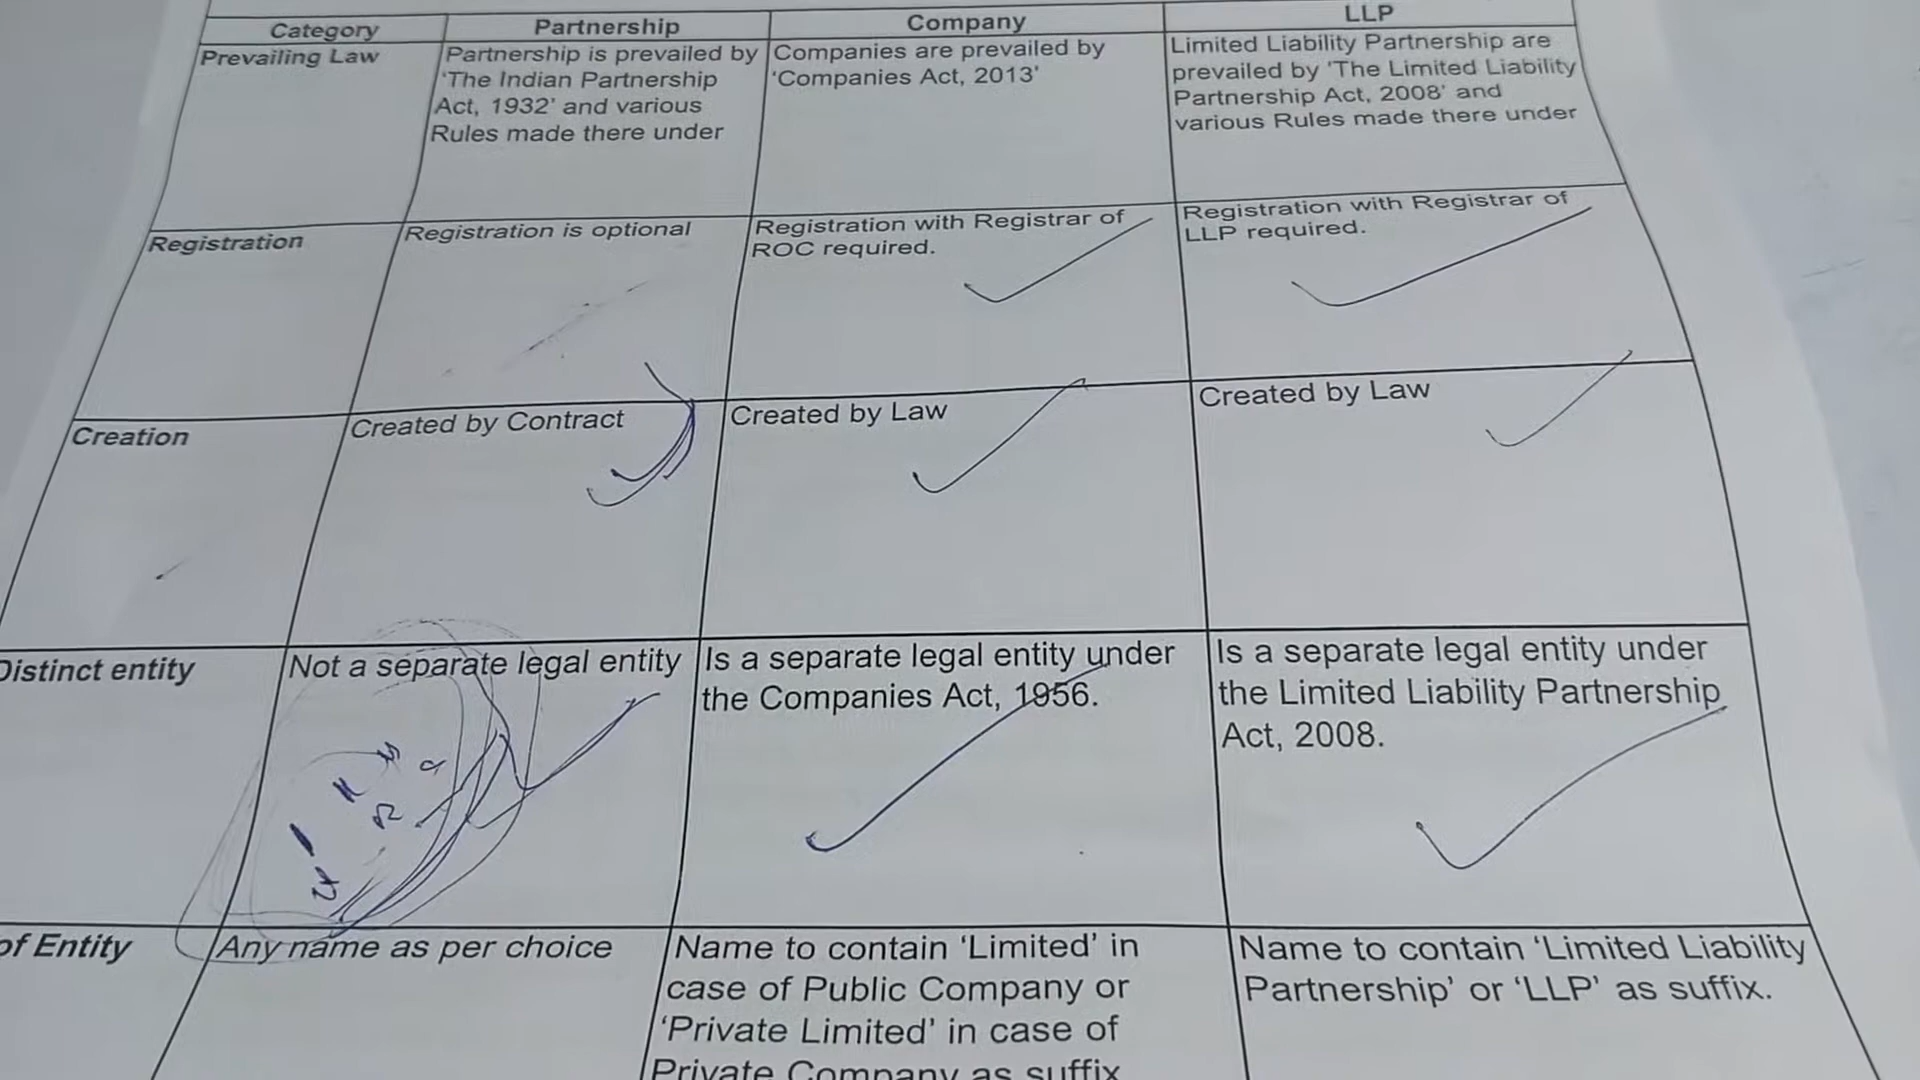 Category Partnership Company LLP
Prevailing Law
Partnership is prevailed by
'The Indian Partnership
Act, 1932' and various
Rules made there under
Companies are prevailed by
'Companies Act, 2013'
Limited Liability Partnership are
prevailed by 'The Limited Liability
Partnership Act, 2008' and
various Rules made there under
Registration
Registration is optional
Registration with Registrar of
ROC required.
Registration with Registrar of
LLP required.
Creation
Created by Contract
Created by Law
Created by Law
Distinct entity
Not a separate legal entity
Is a separate legal entity under
the Companies Act, 1956.
Is a separate legal entity under
the Limited Liability Partnership
Act, 2008.
of Entity
Any name as per choice
Name to contain ‘Limited’ in
case of Public Company or
‘Private Limited’ in case of
Private Company as suffix
Name to contain ‘Limited Liability
Partnership’ or ‘LLP’ as suffix.